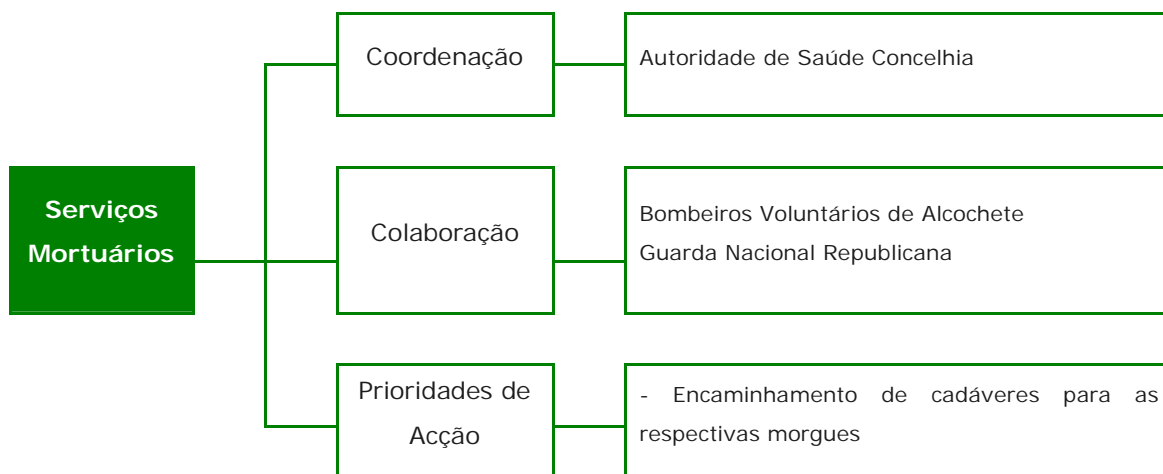 Coordenação
Autoridade de Saúde Concelhia
Serviços
Mortuários
Colaboração
Bombeiros Voluntários de Alcochete
Guarda Nacional Republicana
Prioridades de
Acção
- Encaminhamento de cadáveres para as
respectivas morgues